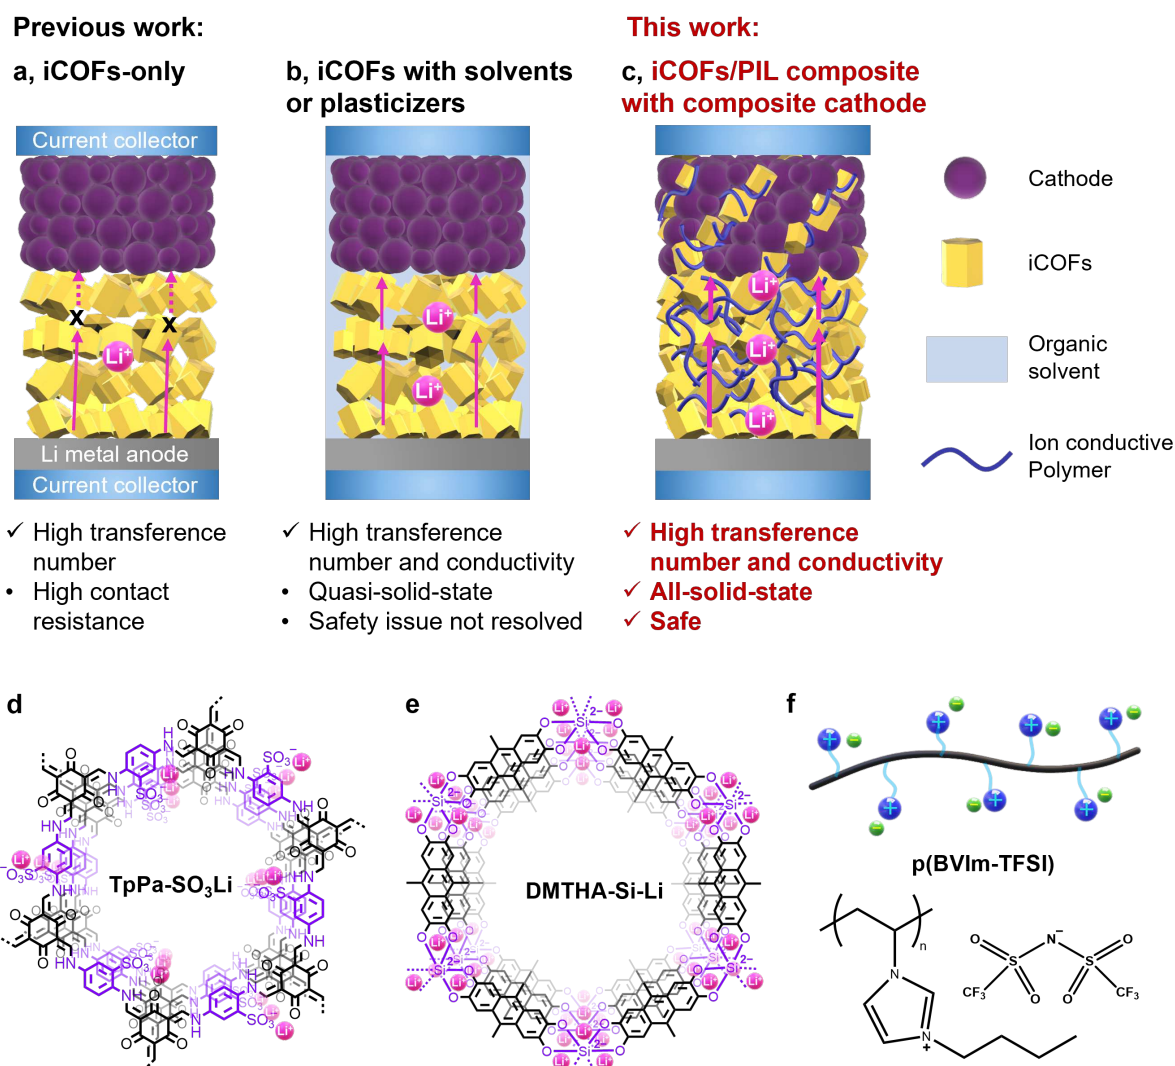 Previous work:
This work:
a, iCOFs-only
b, iCOFs with solvents
or plasticizers
c, iCOFs/PIL composite
with composite cathode
Current collector
x
x
Li+
Li metal anode
Current collector
Li+
Li+
Li+
Li+
Li+
Cathode
iCOFs
Organic
solvent
Ion conductive
Polymer
✓ High transference
number
• High contact
resistance
✓ High transference
number and conductivity
• Quasi-solid-state
• Safety issue not resolved
✓ High transference
number and conductivity
✓ All-solid-state
✓ Safe
d
TpPa-SO₃Li
e
DMTHA-Si-Li
f
p(BVIm-TFSI)
n
N
N
+
O
O
N⁻
S
S
CF₃
O
O
CF₃